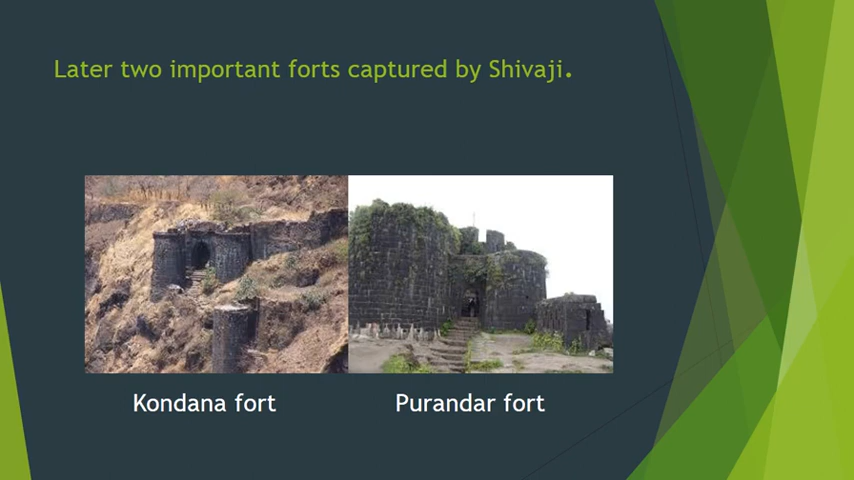 Later two important forts captured by Shivaji.
Kondana fort
Purandar fort